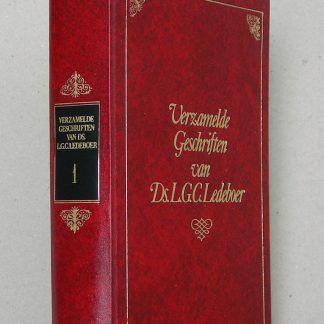 VERZAMELDE
GESCHRIFTEN
VAN DS.
L.G.C.LEDEBOER
1
Verzamelde
Geschriften
van
Ds.L.G.C.Ledeboer